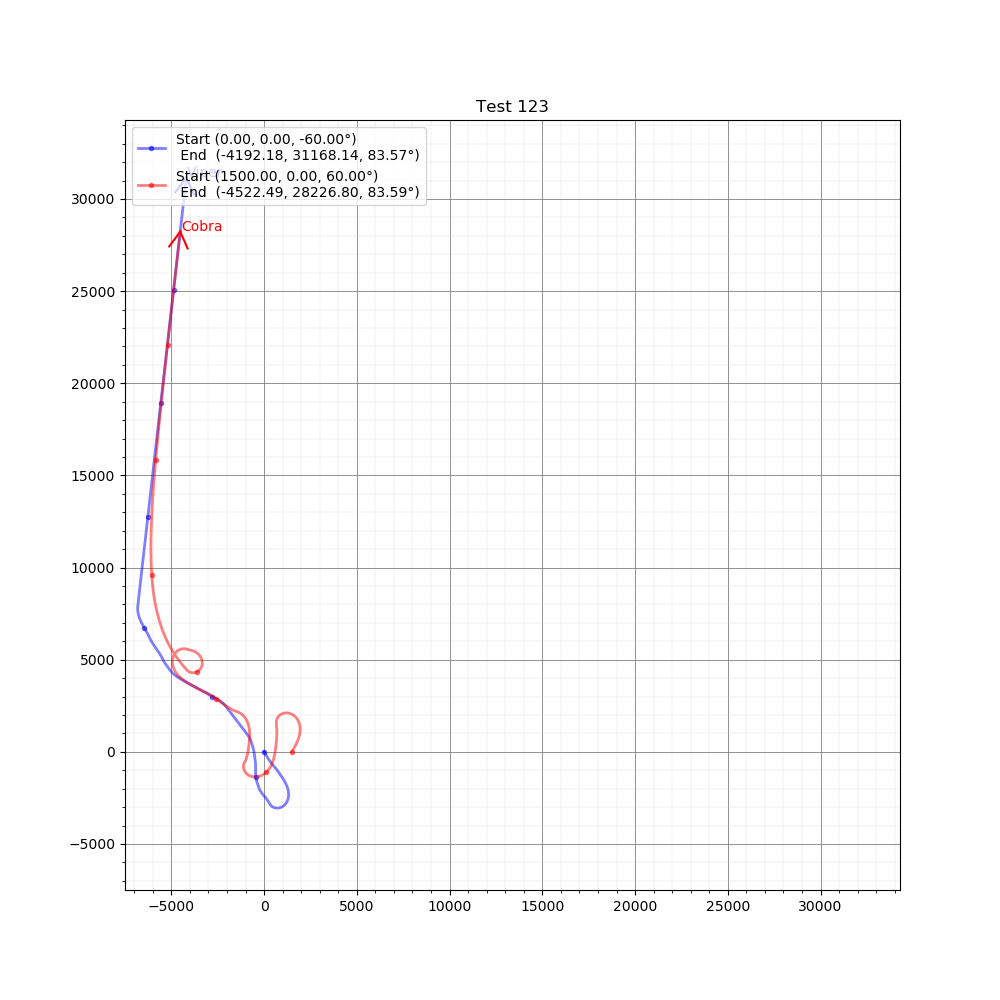 Test 123
Start (0.00, 0.00, -60.00°)
End (-4192.18, 31168.14, 83.57°)
Start (1500.00, 0.00, 60.00°)
End (-4522.49, 28226.80, 83.59°)
Cobra
30000
25000
20000
15000
10000
5000
0
−5000
−5000 0 5000 10000 15000 20000 25000 30000